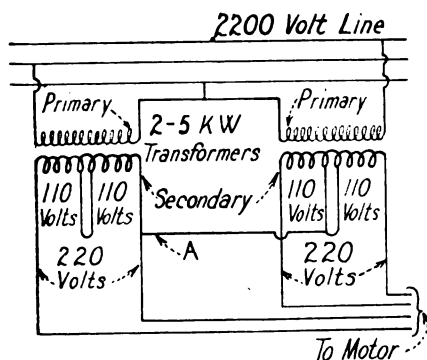 2200 Volt Line
Primary
Primary
2-5 KW
Transformers
110
Volts
110
Volts
Secondary
110
Volts
110
Volts
A
220
Volts
220
Volts
To Motor